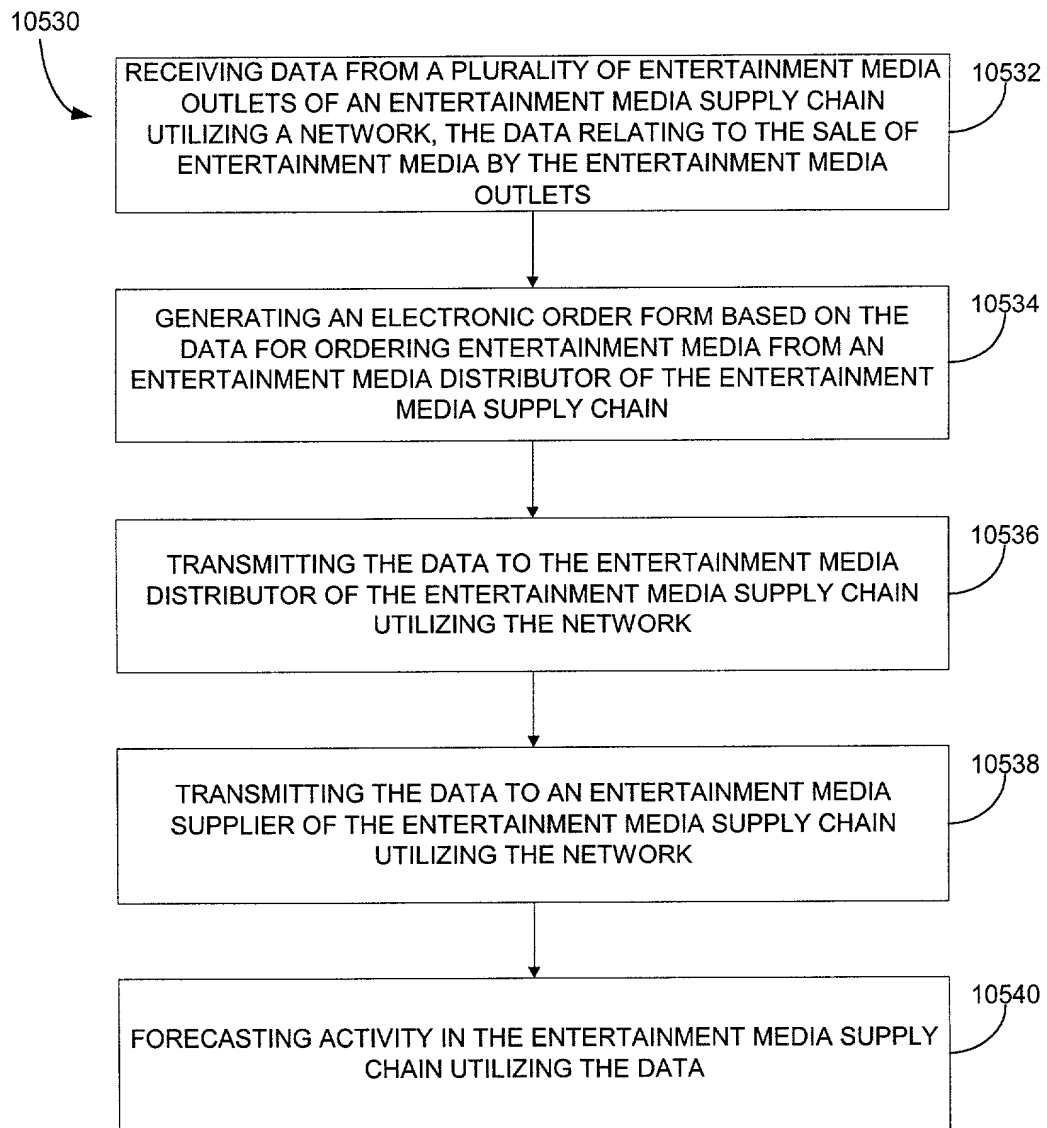 10530
RECEIVING DATA FROM A PLURALITY OF ENTERTAINMENT MEDIA
OUTLETS OF AN ENTERTAINMENT MEDIA SUPPLY CHAIN
UTILIZING A NETWORK, THE DATA RELATING TO THE SALE OF
ENTERTAINMENT MEDIA BY THE ENTERTAINMENT MEDIA
OUTLETS
10532
GENERATING AN ELECTRONIC ORDER FORM BASED ON THE
DATA FOR ORDERING ENTERTAINMENT MEDIA FROM AN
ENTERTAINMENT MEDIA DISTRIBUTOR OF THE ENTERTAINMENT
MEDIA SUPPLY CHAIN
10534
TRANSMITTING THE DATA TO THE ENTERTAINMENT MEDIA
DISTRIBUTOR OF THE ENTERTAINMENT MEDIA SUPPLY CHAIN
UTILIZING THE NETWORK
10536
TRANSMITTING THE DATA TO AN ENTERTAINMENT MEDIA
SUPPLIER OF THE ENTERTAINMENT MEDIA SUPPLY CHAIN
UTILIZING THE NETWORK
10538
FORECASTING ACTIVITY IN THE ENTERTAINMENT MEDIA SUPPLY
CHAIN UTILIZING THE DATA
10540